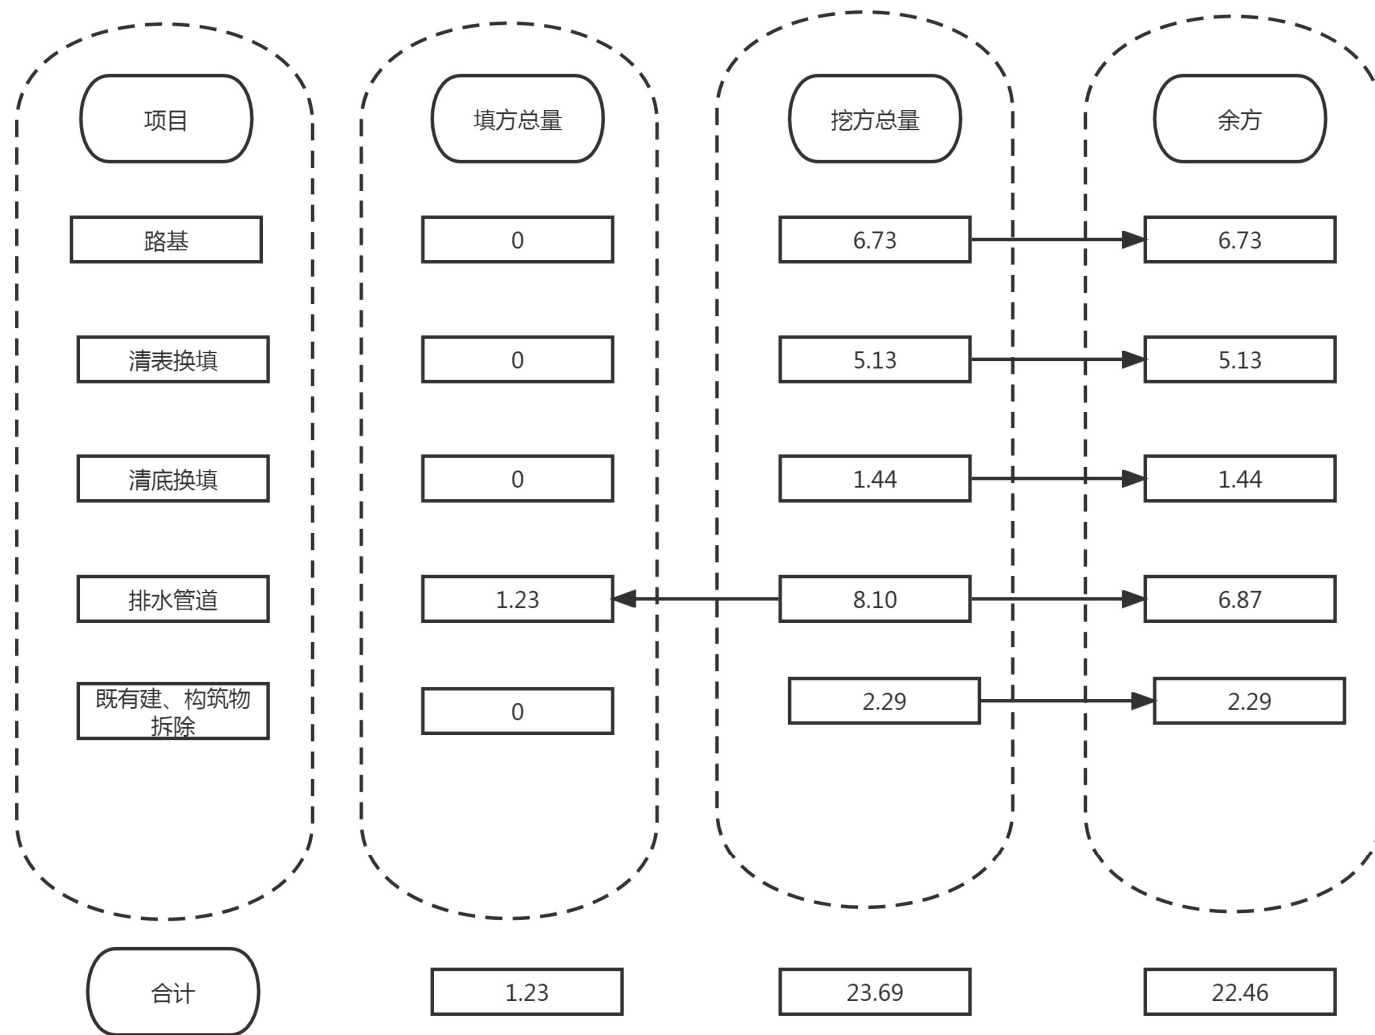 项目 填方总量 挖方总量 余方
路基 0 6.73 6.73
清表换填 0 5.13 5.13
清底换填 0 1.44 1.44
排水管道 1.23 8.10 6.87
既有建、构筑物
拆除 0 2.29 2.29
合计 1.23 23.69 22.46